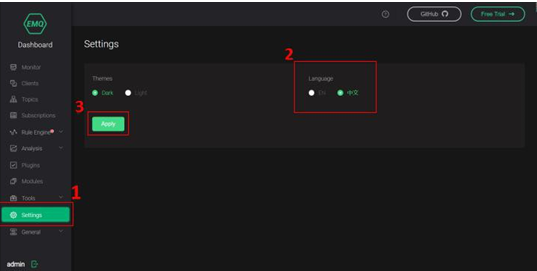 EMQ
GitHub
Free Trial →
Dashboard
Settings
2
Monitor
Clients
Topics
Subscriptions
Rule Engine
Analysis
Plugins
Modules
Tools
Settings
General
admin
Themes
Dark
Light
Language
EN
中文
3
Apply
1